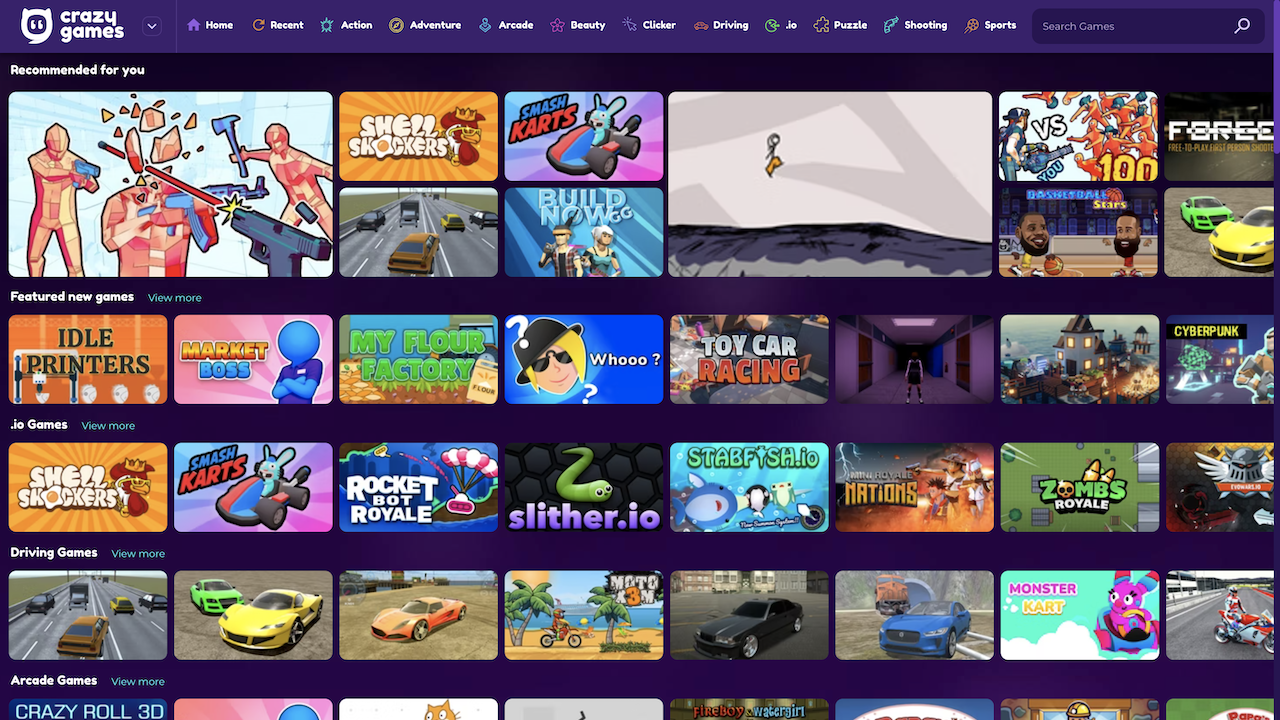 crazy
games
Home
Recent
Action
Adventure
Arcade
Beauty
Clicker
Driving
.io
Puzzle
Shooting
Sports
Search Games
Recommended for you
SHELL
SHOCKERS
SMASH
KARTS
BUILD
NOW GG
VS
YOU
100
FORCE
FREE-TO-PLAY FIRST PERSON SHOOTE
BASKETBALL
Stars
Featured new games
View more
IDLE
PRINTERS
MARKET
BOSS
MY FLOUR
FACTORY
FLOUR
Whooo ?
TOY CAR
RACING
CYBERPUNK
.io Games
View more
SHELL
SHOCKERS
SMASH
KARTS
ROCKET
BOT
ROYALE
slither.io
STABFISH.io
New Summon System!!
MINI ROYALE
NATIONS
ZOMBS
ROYALE
EVOWARS.IO
Driving Games
View more
MOTO
X3M
MONSTER
KART
Arcade Games
View more
CRAZY ROLL 3D
FIREBOY & WATERGIRL
Papa's